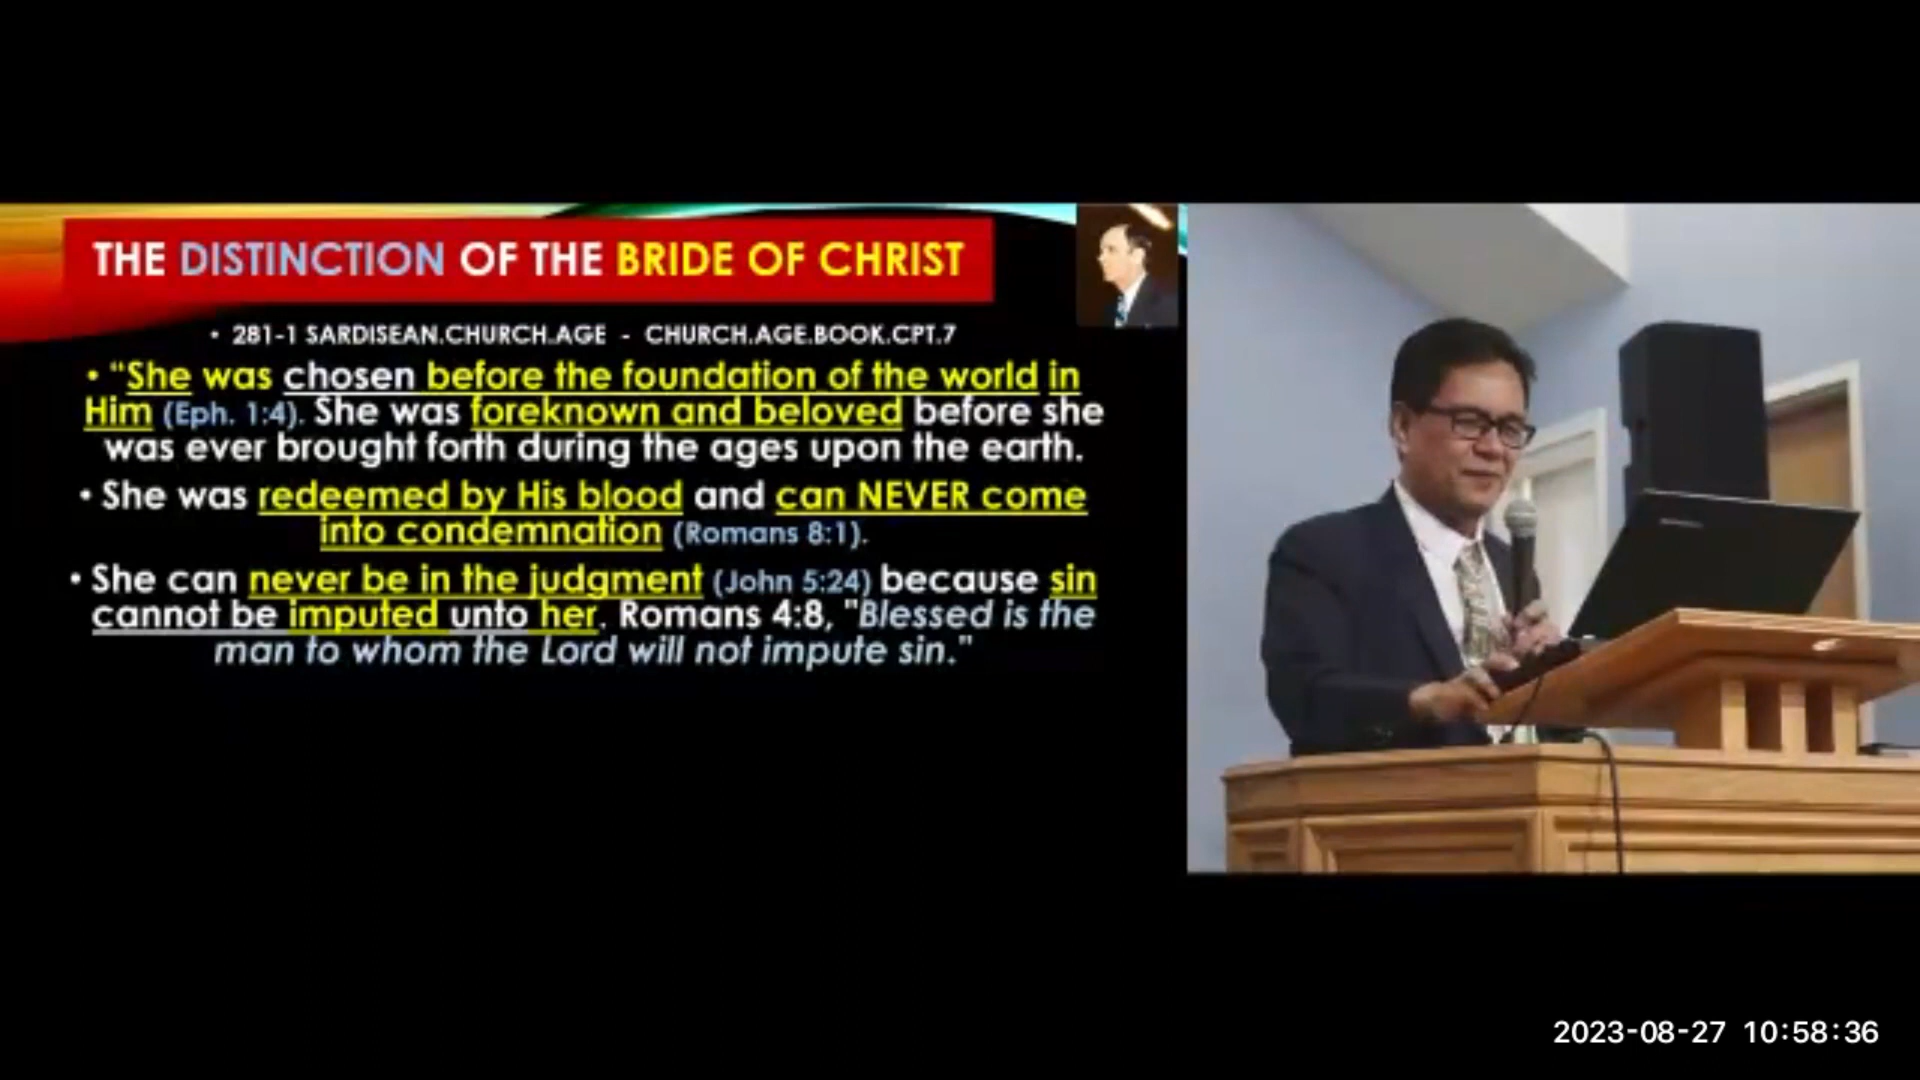 THE DISTINCTION OF THE BRIDE OF CHRIST
• 281-1 SARDISEAN.CHURCH.AGE - CHURCH.AGE.BOOK.CPT.7
• "She was chosen before the foundation of the world in
Him (Eph. 1:4). She was foreknown and beloved before she
was ever brought forth during the ages upon the earth.
• She was redeemed by His blood and can NEVER come
into condemnation (Romans 8:1).
• She can never be in the judgment (John 5:24) because sin
cannot be imputed unto her. Romans 4:8, "Blessed is the
man to whom the Lord will not impute sin."
2023-08-27 10:58:36